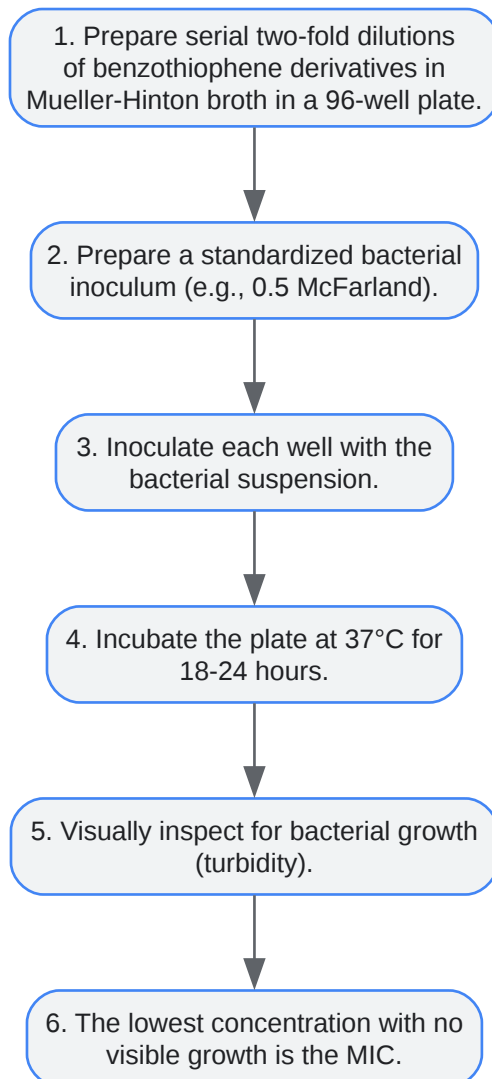 1. Prepare serial two-fold dilutions
of benzothiophene derivatives in
Mueller-Hinton broth in a 96-well plate.
2. Prepare a standardized bacterial
inoculum (e.g., 0.5 McFarland).
3. Inoculate each well with the
bacterial suspension.
4. Incubate the plate at 37°C for
18-24 hours.
5. Visually inspect for bacterial growth
(turbidity).
6. The lowest concentration with no
visible growth is the MIC.